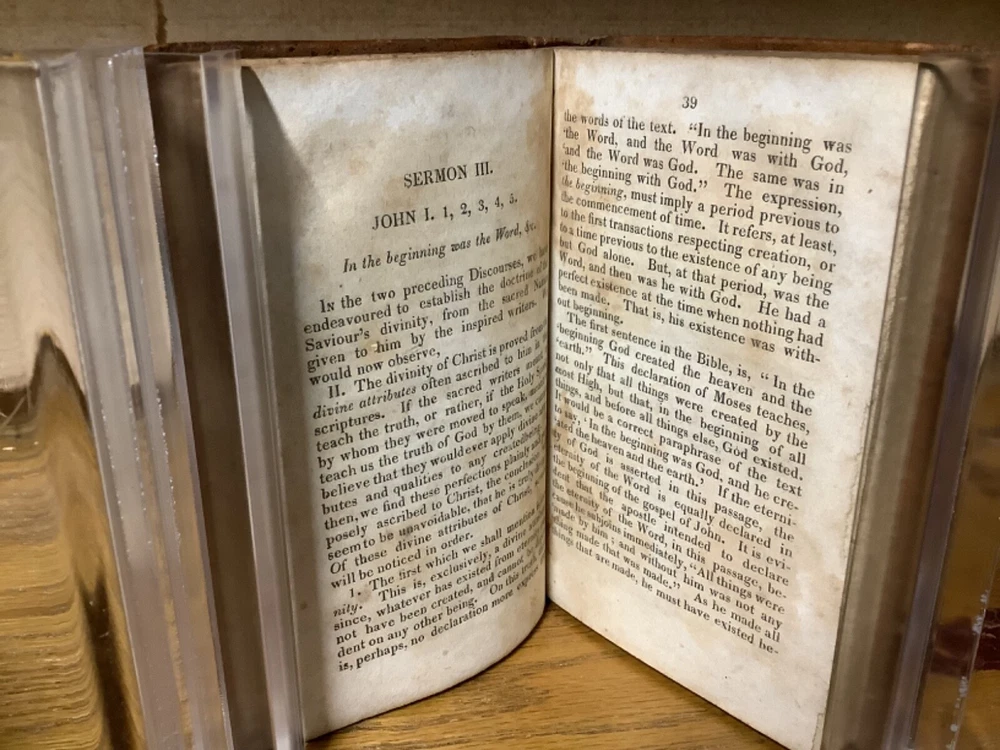 SERMON III.
JOHN I. 1, 2, 3, 4, 5.
In the beginning was the Word, &c.
In the two preceding Discourses, we
endeavoured to establish the doctrine of
Saviour's divinity, from the sacred
given to him by the inspired writers.
would now observe,
II. The divinity of Christ is proved from
divine attributes often ascribed to him in
scriptures. If the sacred writers meant
teach the truth, or rather, if the Holy
by whom they were moved to speak,
teach us the truth of God by them, we
believe that they would ever apply divine
butes and qualities to any created
then, we find these perfections plainly and
posely ascribed to Christ, the
seem to be unavoidable, that he is truly
Of these divine attributes of Christ,
will be noticed in order.
1. The first which we shall mention
nity. This is, exclusively, a divine
since, whatever has existed from
not have been created, and cannot be
dent on any other being. On this
is, perhaps, no declaration more
39
the words of the text. “In the beginning was
‘the Word, and the Word was with God,
‘and the Word was God. The same was in
‘the beginning with God.” The expression,
the beginning, must imply a period previous to
the commencement of time. It refers, at least,
to the first transactions respecting creation, or
to a time previous to the existence of any being
but God alone. But, at that period, was the
Word, and then was he with God. He had a
perfect existence at the time when nothing had
been made. That is, his existence was with-
out beginning.
The first sentence in the Bible, is, “In the
‘beginning God created the heaven and the
‘earth.” This declaration of Moses teaches,
not only that all things were created by the
most High, but that, in the beginning of all
things, and before all things else, God existed.
It would be a correct paraphrase of the text
to say, ‘In the beginning was God, and he cre-
ated the heaven and the earth.’ If the eterni-
ty of God is asserted in this passage, the
eternity of the Word is equally declared in
the beginning of the gospel of John. It is evi-
dent that the apostle intended to declare
the eternity of the Word, in this passage, be-
cause he subjoins immediately, “All things were
made by him; and without him was not any
thing made that was made.” As he made all
things that are made, he must have existed be-